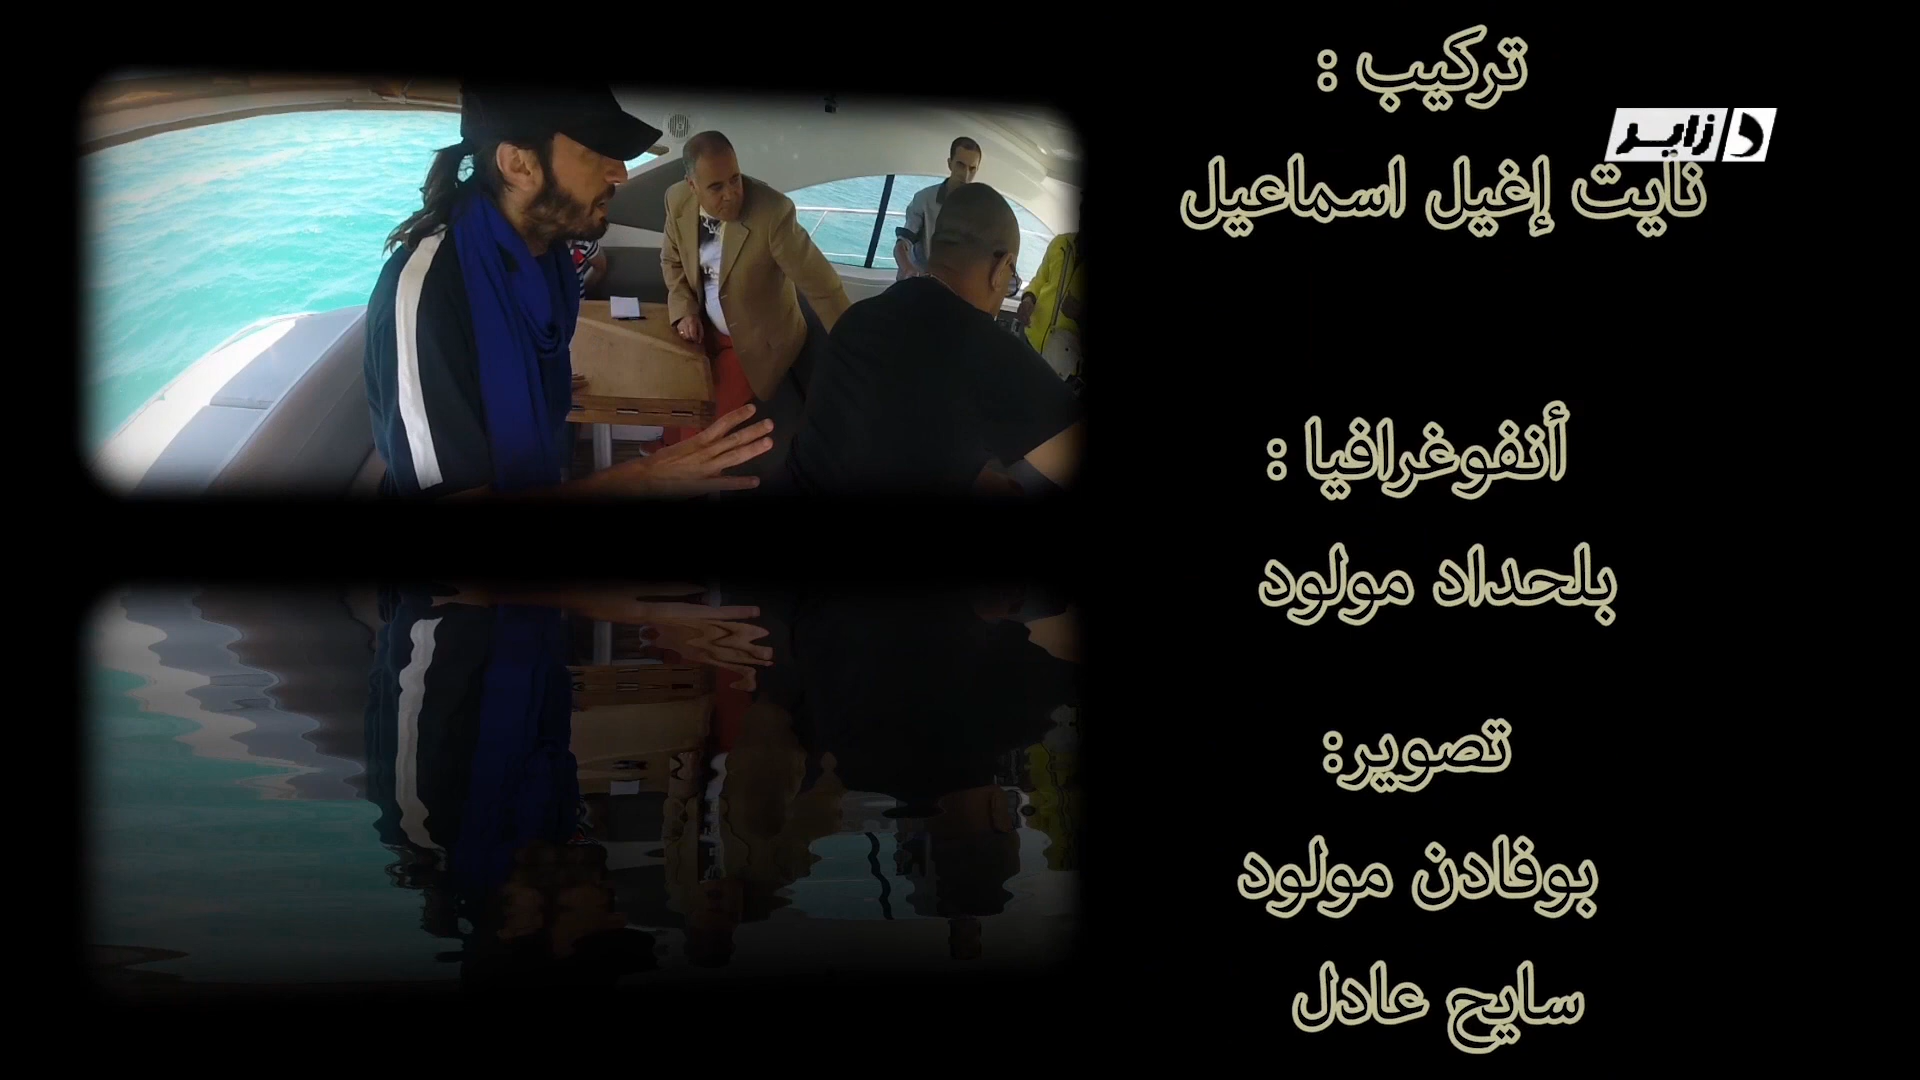 تركيب :
دزاير
نايت إغيل اسماعيل
أنفوغرافيا :
بلحداد مولود
تصوير:
بوفادن مولود
سايح عادل